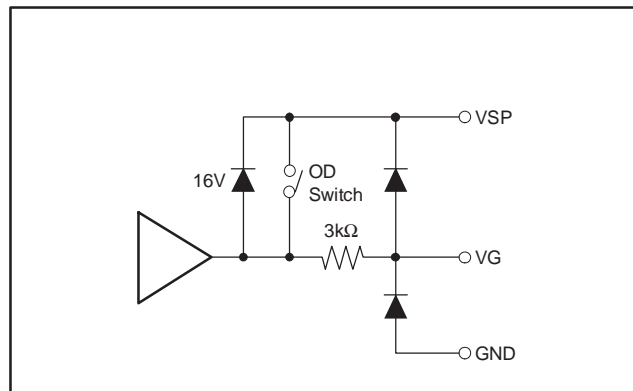 VSP
16V
OD
Switch
3kΩ
VG
GND